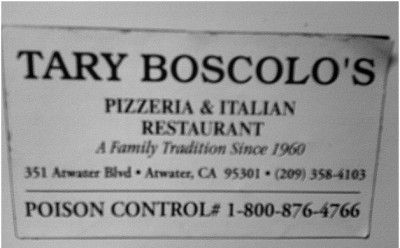 TARY BOSCOLO'S
PIZZERIA & ITALIAN
RESTAURANT
A Family Tradition Since 1960
351 Atwater Blvd • Atwater, CA 95301 • (209) 358-4103
POISON CONTROL# 1-800-876-4766